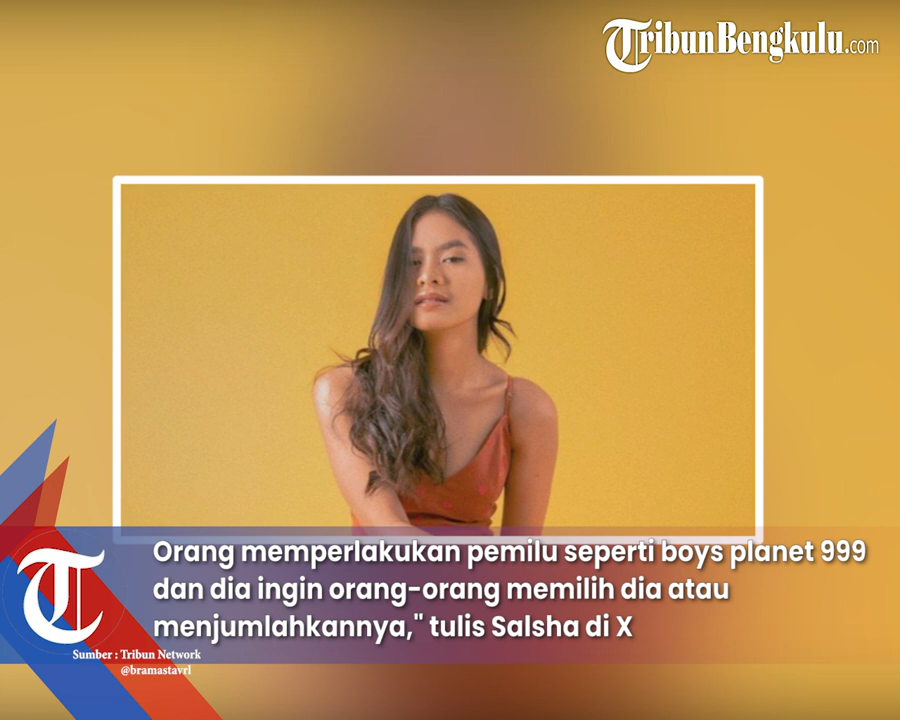 TribunBengkulu.com
Orang memperlakukan pemilu seperti boys planet 999
dan dia ingin orang-orang memilih dia atau
menjumlahkannya," tulis Salsha di X
T
Sumber : Tribun Network
@bramastavrl